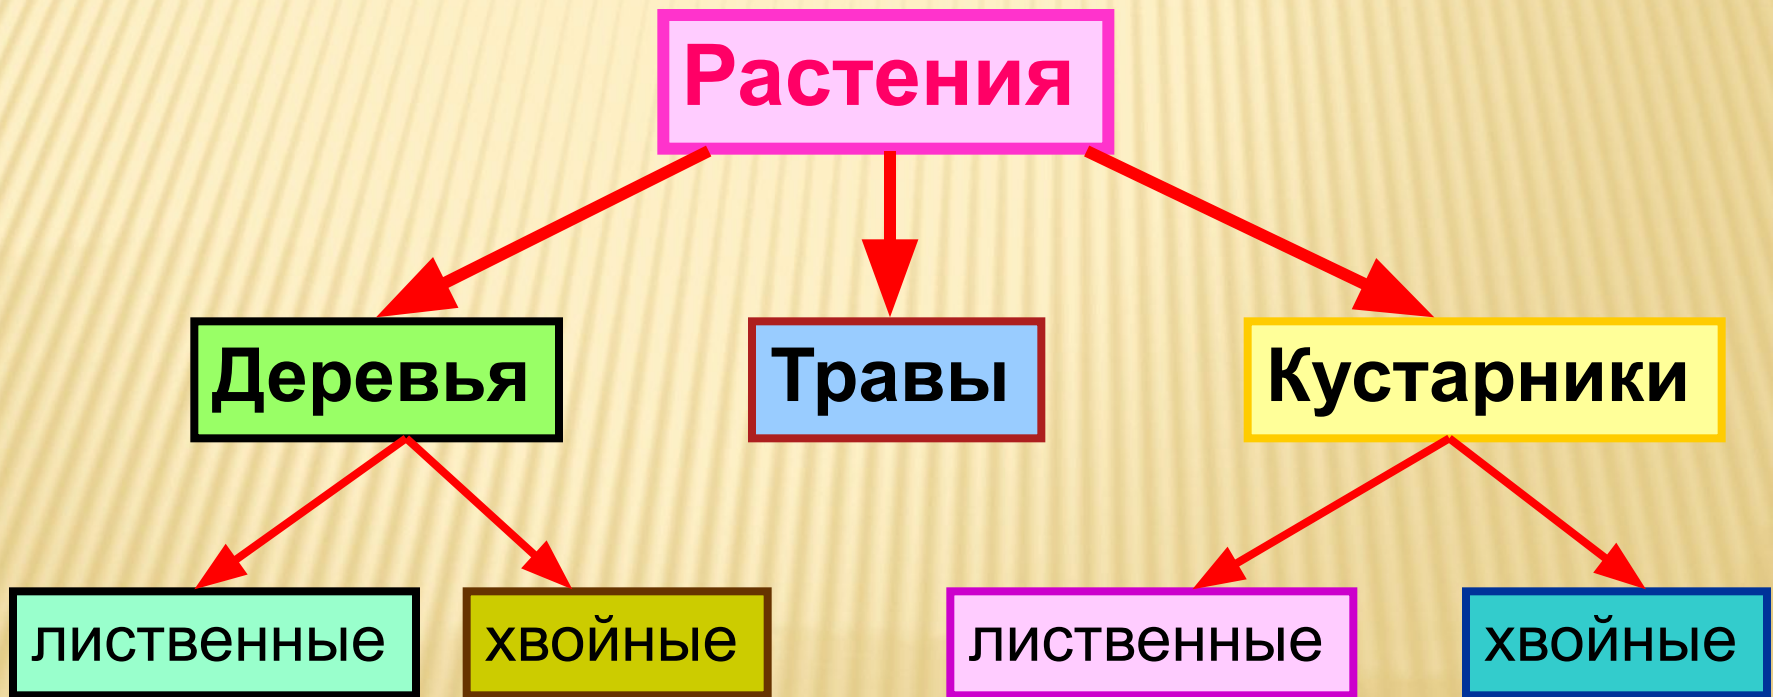 Растения
Деревья
Травы
Кустарники
лиственные
хвойные
лиственные
хвойные